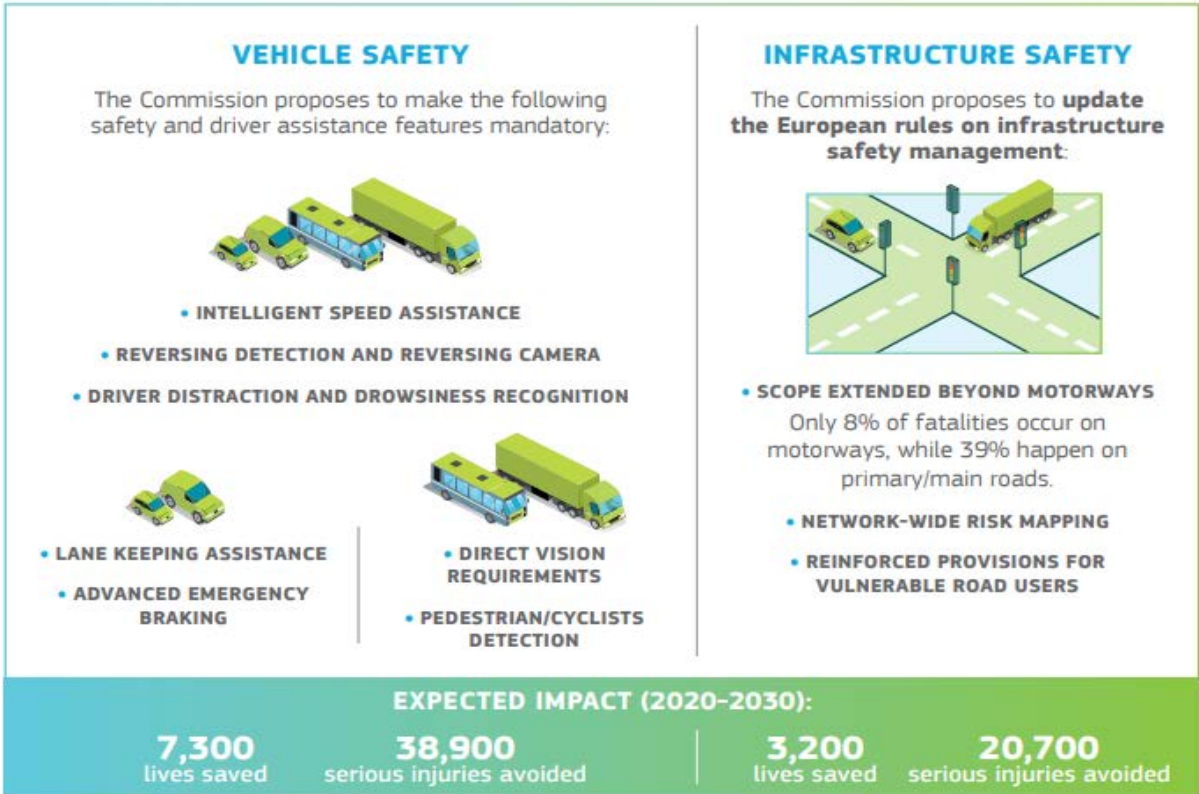 VEHICLE SAFETY
The Commission proposes to make the following
safety and driver assistance features mandatory:
• INTELLIGENT SPEED ASSISTANCE
• REVERSING DETECTION AND REVERSING CAMERA
• DRIVER DISTRACTION AND DROWSINESS RECOGNITION
• LANE KEEPING ASSISTANCE
• ADVANCED EMERGENCY
BRAKING
• DIRECT VISION
REQUIREMENTS
• PEDESTRIAN/CYCLISTS
DETECTION
INFRASTRUCTURE SAFETY
The Commission proposes to update
the European rules on infrastructure
safety management:
• SCOPE EXTENDED BEYOND MOTORWAYS
Only 8% of fatalities occur on
motorways, while 39% happen on
primary/main roads.
• NETWORK-WIDE RISK MAPPING
• REINFORCED PROVISIONS FOR
VULNERABLE ROAD USERS
EXPECTED IMPACT (2020-2030):
7,300
lives saved
38,900
serious injuries avoided
3,200
lives saved
20,700
serious injuries avoided